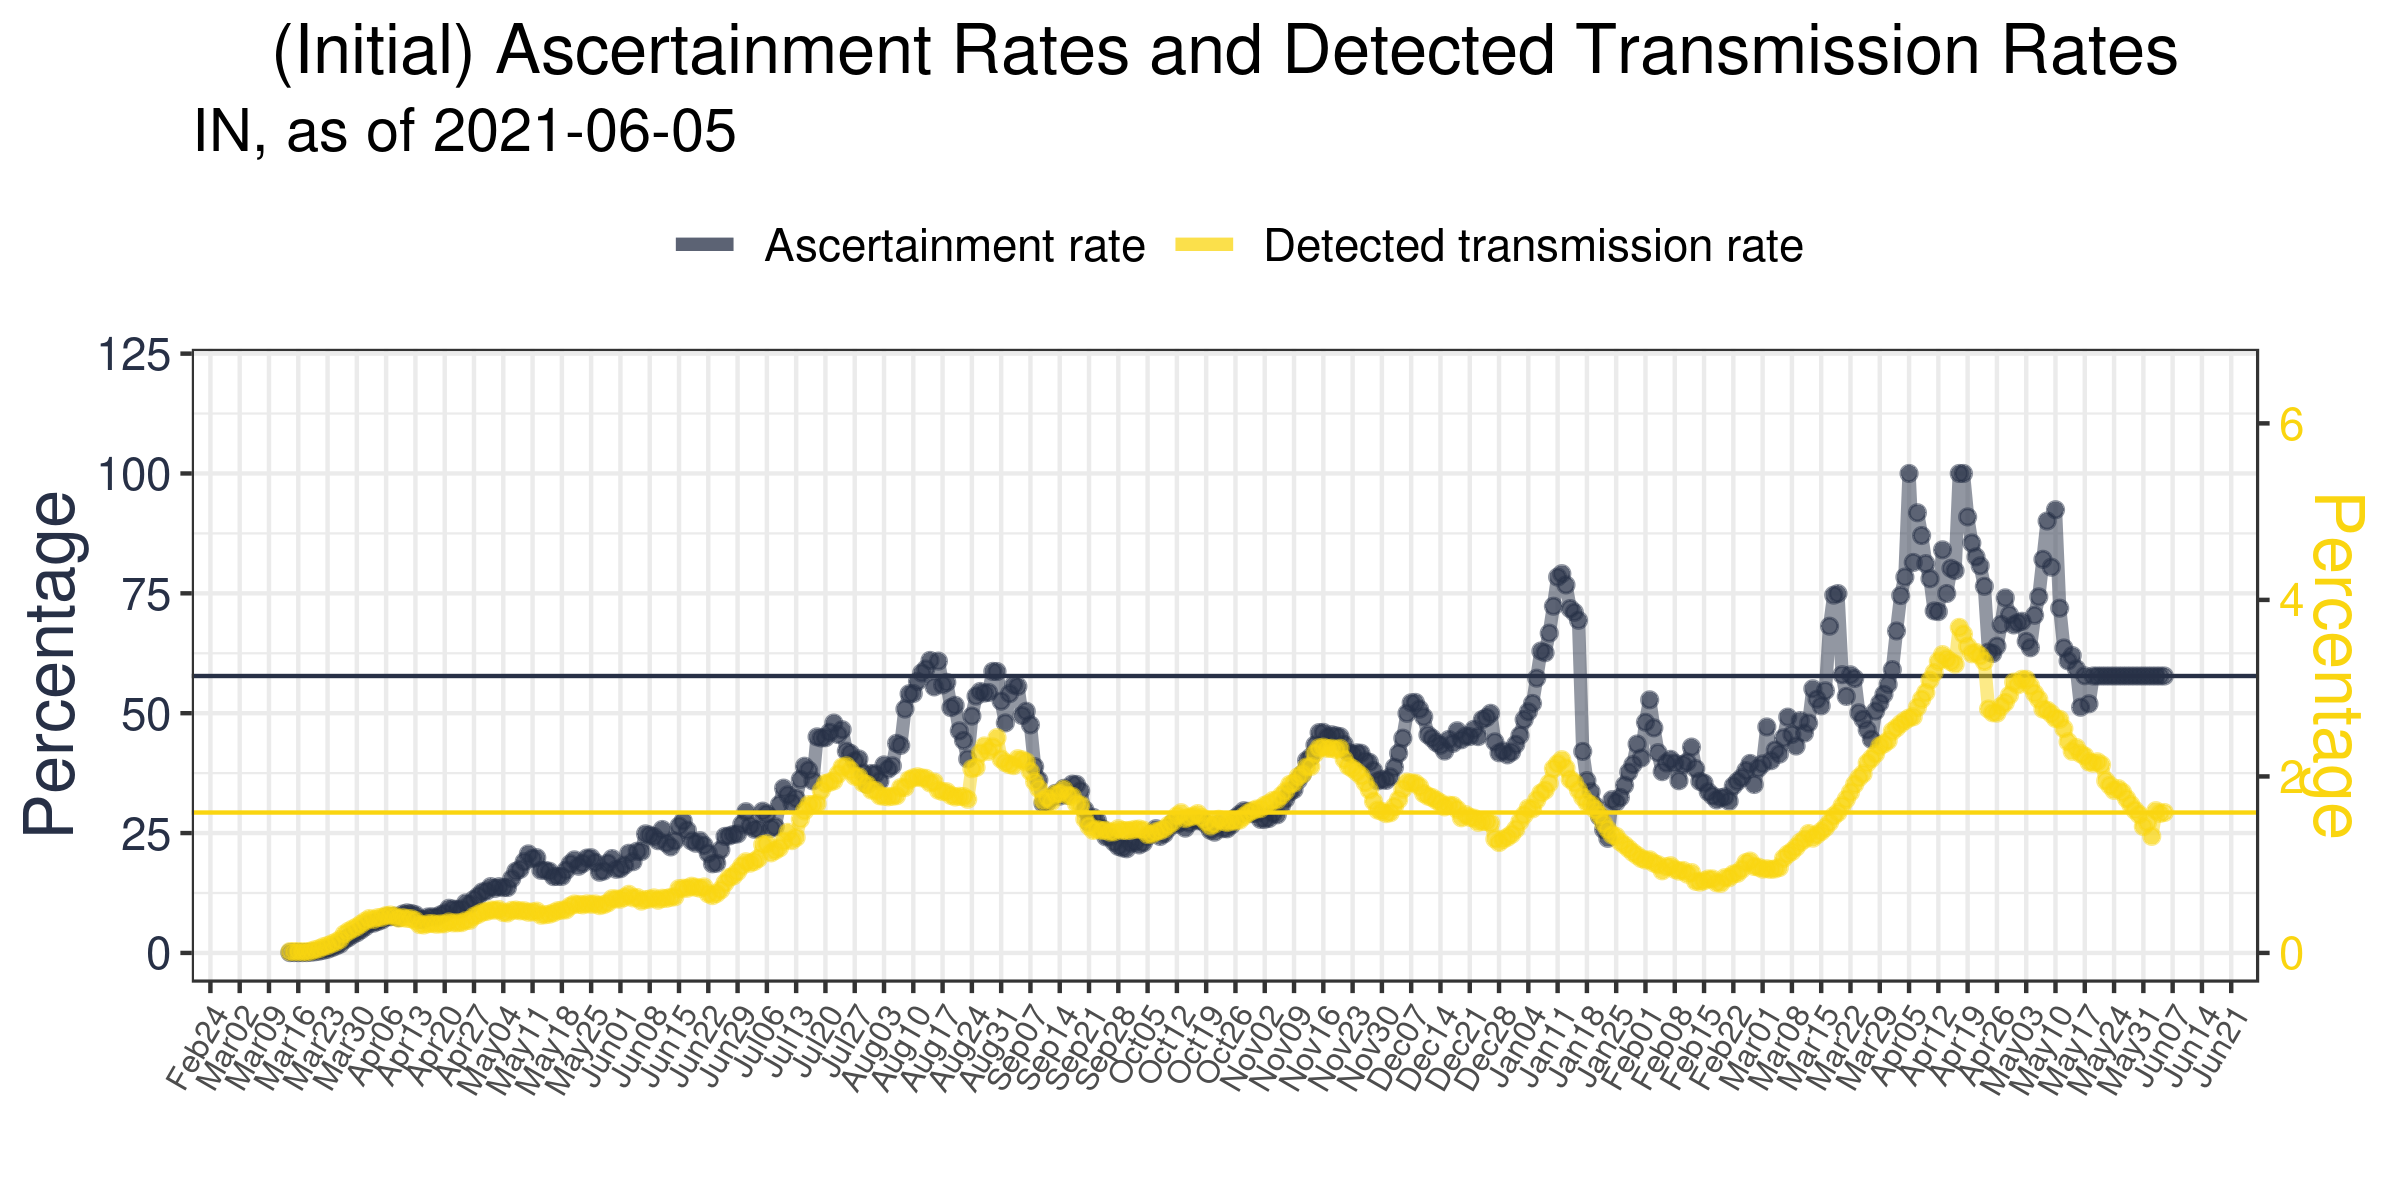 (Initial) Ascertainment Rates and Detected Transmission Rates
IN, as of 2021-06-05
Ascertainment rate
Detected transmission rate
125
100
75
50
25
0
Percentage
6
4
2
0
Percentage
Feb24
Mar02
Mar09
Mar16
Mar23
Mar30
Apr06
Apr13
Apr20
Apr27
May04
May11
May18
May25
Jun01
Jun08
Jun15
Jun22
Jun29
Jul06
Jul13
Jul20
Jul27
Aug03
Aug10
Aug17
Aug24
Aug31
Sep07
Sep14
Sep21
Sep28
Oct05
Oct12
Oct19
Oct26
Nov02
Nov09
Nov16
Nov23
Nov30
Dec07
Dec14
Dec21
Dec28
Jan04
Jan11
Jan18
Jan25
Feb01
Feb08
Feb15
Feb22
Mar01
Mar08
Mar15
Mar22
Mar29
Apr05
Apr12
Apr19
Apr26
May03
May10
May17
May24
May31
Jun07
Jun14
Jun21